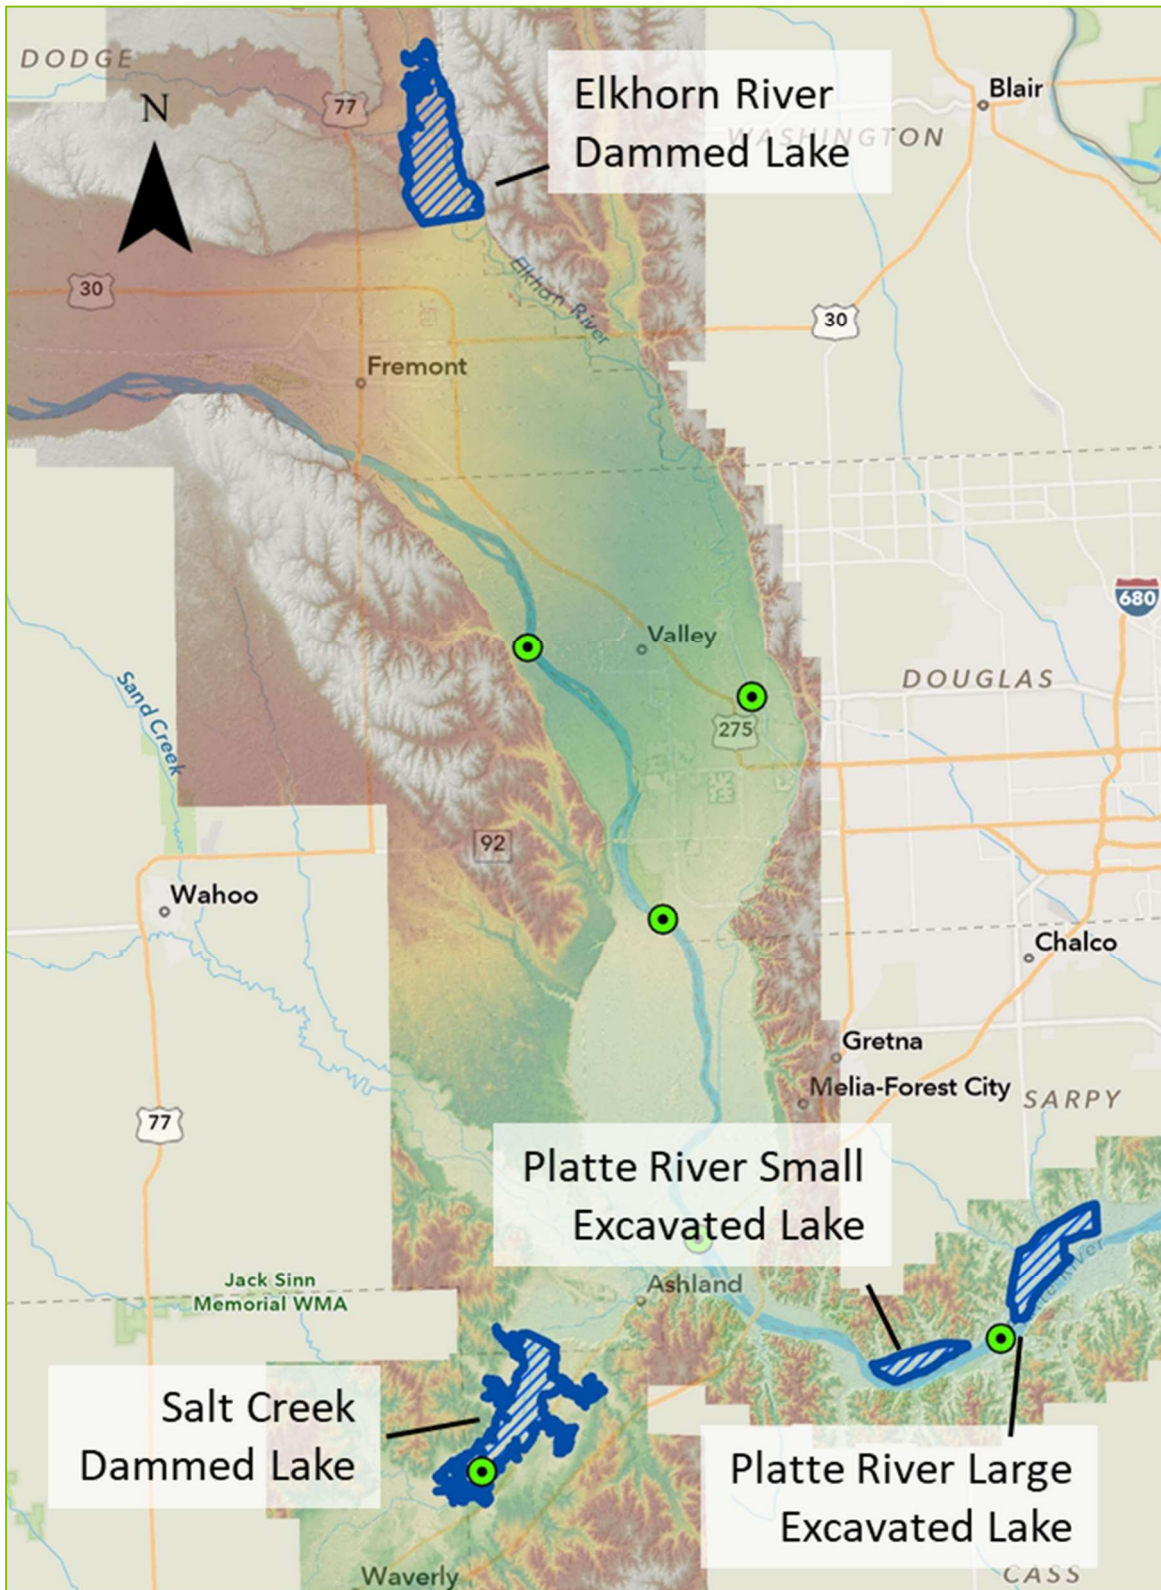 DODGE
N
77
Elkhorn River
Dammed Lake
WASHINGTON
Blair
30
Elkhorn River
30
Fremont
680
Valley
Sand Creek
DOUGLAS
275
92
Wahoo
Chalco
Gretna
Melia-Forest City
SARPY
77
Platte River Small
Excavated Lake
River
Jack Sinn
Memorial WMA
Ashland
Salt Creek
Dammed Lake
Platte River Large
Excavated Lake
Waverly
CASS